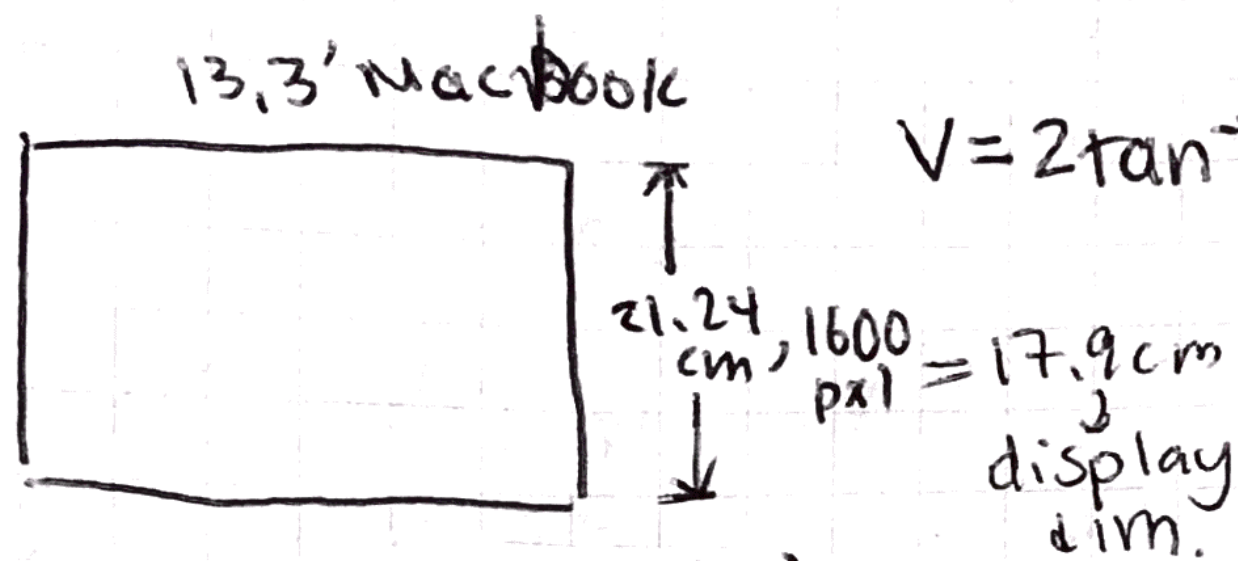 13,3' MacBook
V = 2tan⁻
21.24
cm, 1600
pxl
= 17.9cm
display
dim.